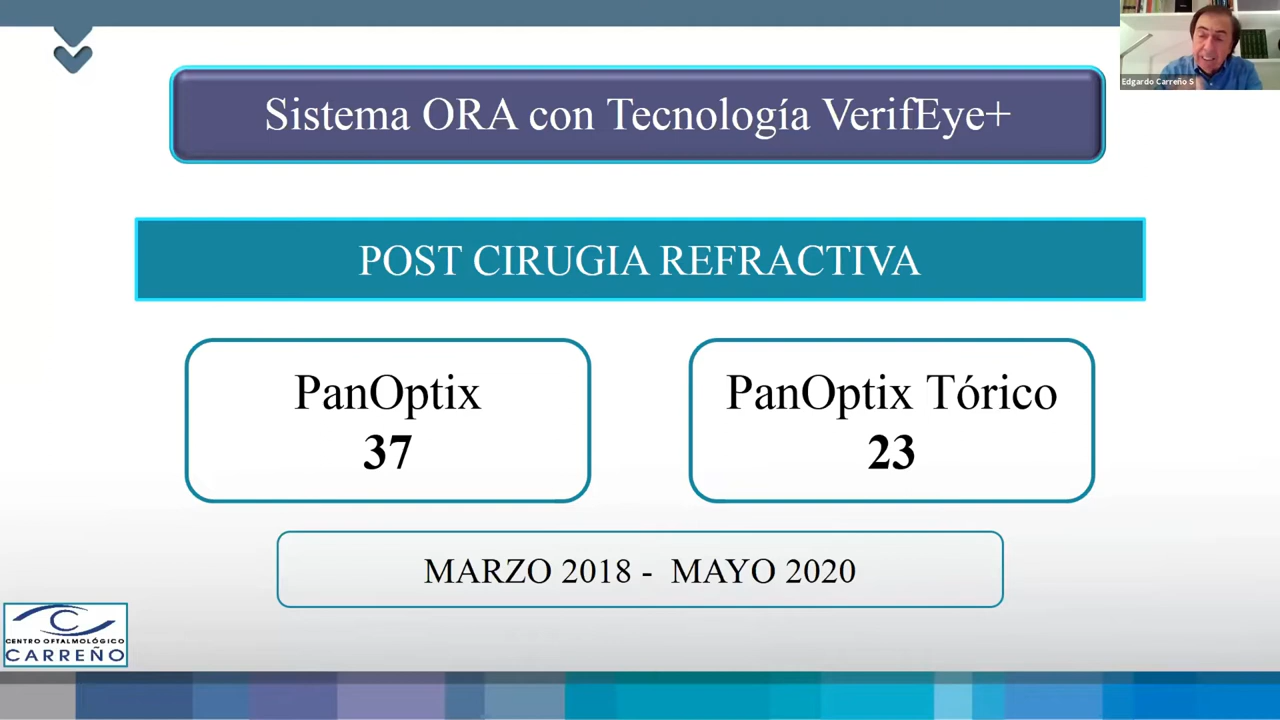 Edgardo Carreño S
Sistema ORA con Tecnología VerifEye+
POST CIRUGIA REFRACTIVA
PanOptix
37
PanOptix Tórico
23
MARZO 2018 - MAYO 2020
CENTRO OFTALMOLÓGICO
CARREÑO